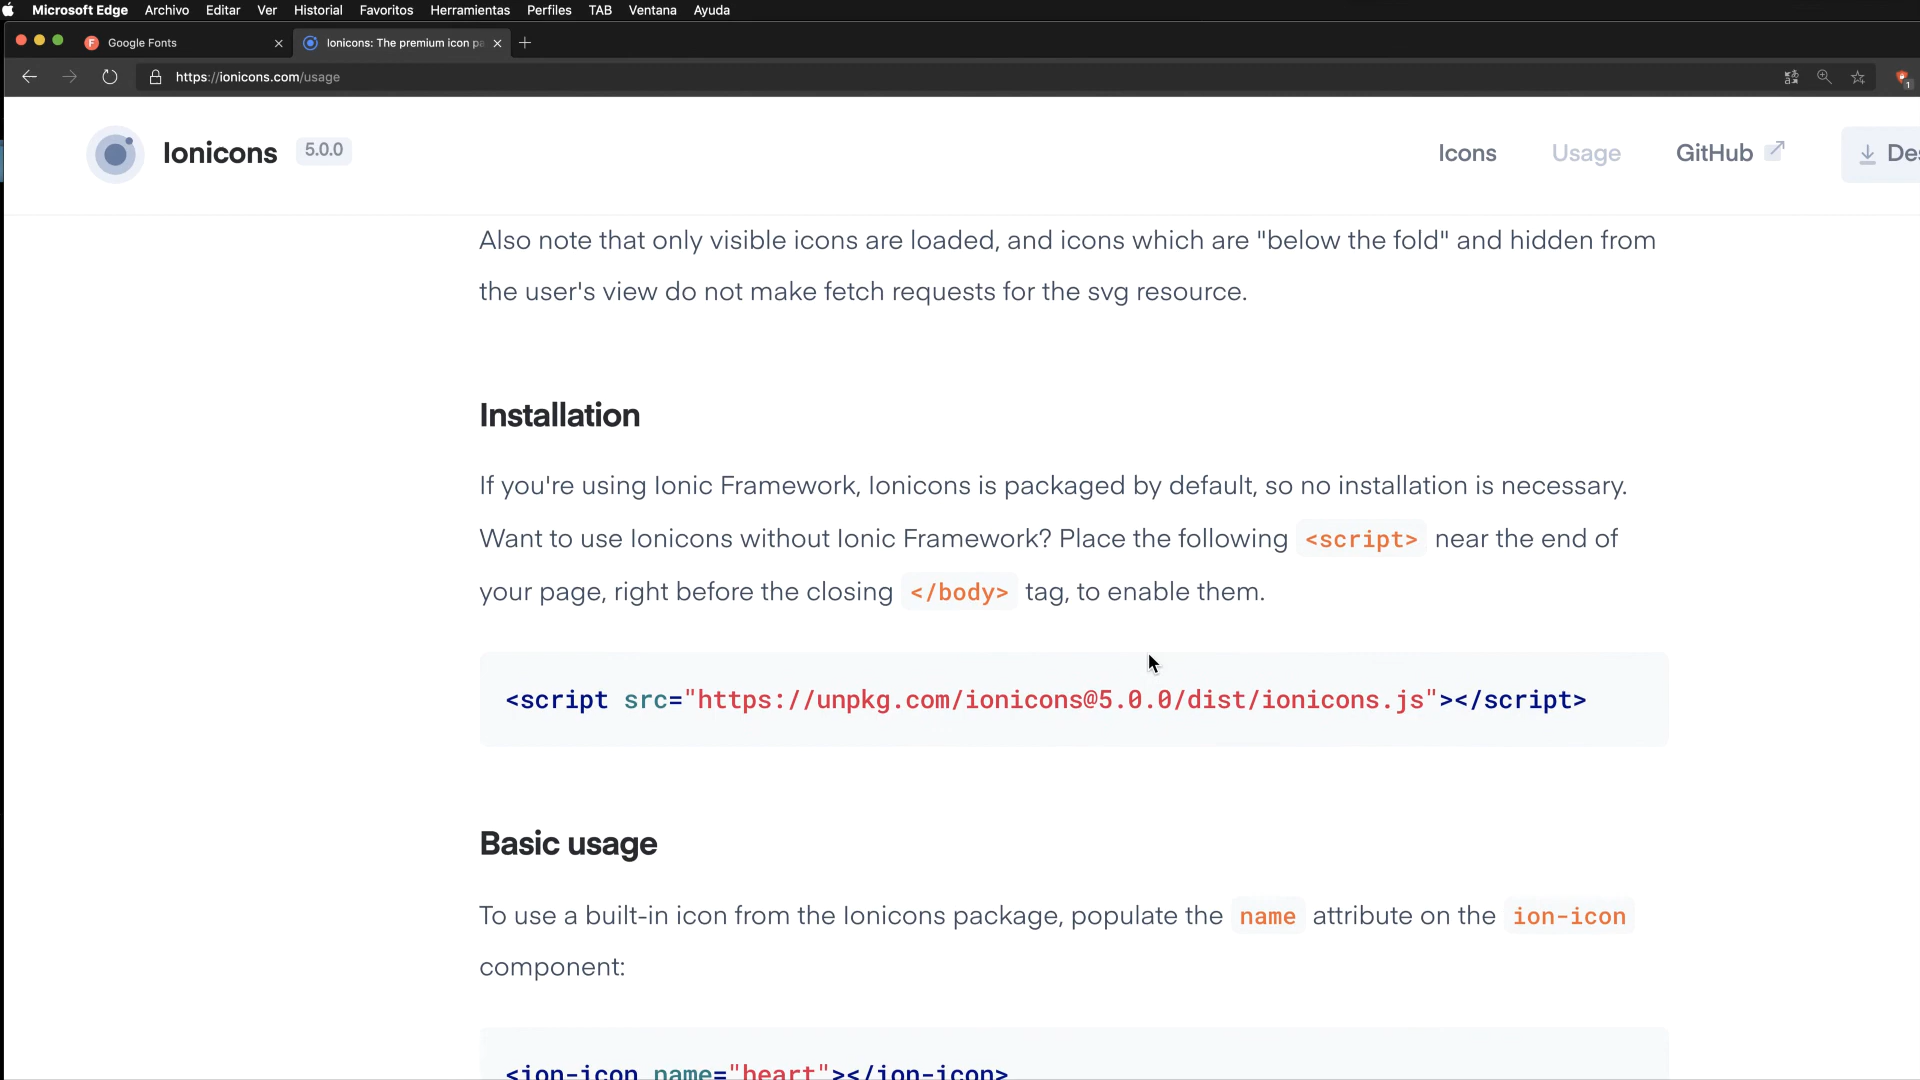 Microsoft Edge Archivo Editar Ver Historial Favoritos Herramientas Perfiles TAB Ventana Ayuda
Google Fonts
Ionicons: The premium icon pa
https://ionicons.com/usage
1
Ionicons 5.0.0 Icons Usage GitHub Des
Also note that only visible icons are loaded, and icons which are "below the fold" and hidden from
the user's view do not make fetch requests for the svg resource.
Installation
If you're using Ionic Framework, Ionicons is packaged by default, so no installation is necessary.
Want to use Ionicons without Ionic Framework? Place the following <script> near the end of
your page, right before the closing </body> tag, to enable them.
<script src="https://unpkg.com/ionicons@5.0.0/dist/ionicons.js"></script>
Basic usage
To use a built-in icon from the Ionicons package, populate the name attribute on the ion-icon
component:
<ion-icon name="heart"></ion-icon>